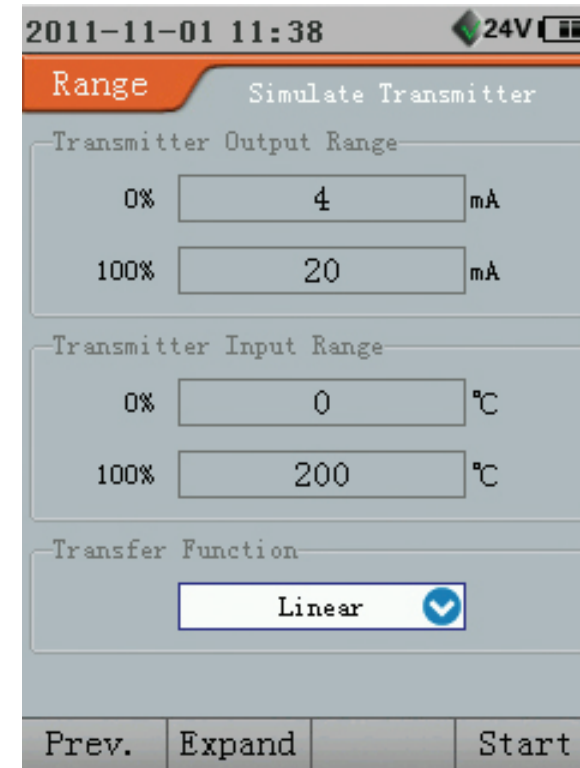 2011-11-01 11:38 24V
Range Simulate Transmitter
Transmitter Output Range
0% 4 mA
100% 20 mA
Transmitter Input Range
0% 0 ℃
100% 200 ℃
Transfer Function
Linear
Prev. Expand Start